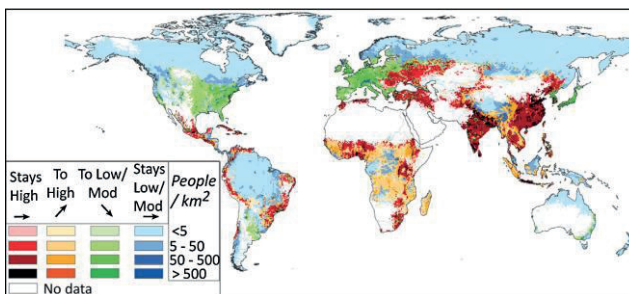 Stays High
To High
To Low/ Mod
Stays Low/ Mod
People / km²
<5
5 - 50
50 - 500
> 500
No data